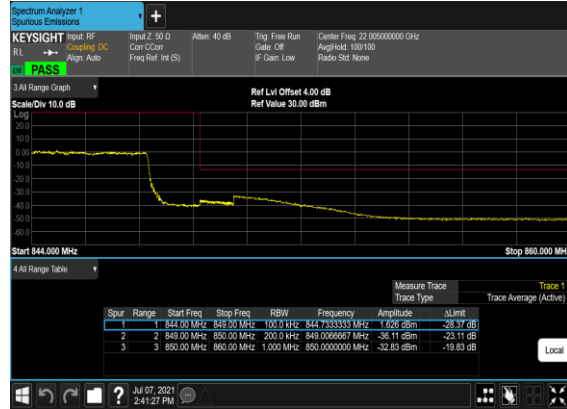 Spectrum Analyzer 1
Spurious Emissions
+
KEYSIGHT Input: RF Input Z: 50 Ω Atten: 40 dB Trig: Free Run Center Freq: 22.005000000 GHz
RL Coupling: DC Corr CCorr Gate: Off Avg|Hold: 100/100
Align: Auto Freq Ref: Int (S) IF Gain: Low Radio Std: None
LW PASS
3 All Range Graph
Ref Lvl Offset 4.00 dB
Scale/Div 10.0 dB Ref Value 30.00 dBm
Log
20.0
10.0
0.00
-10.0
-20.0
-30.0
-40.0
-50.0
-60.0
Start 844.000 MHz Stop 860.000 MHz
4 All Range Table
Measure Trace Trace 1
Trace Type Trace Average (Active)
Spur Range Start Freq Stop Freq RBW Frequency Amplitude ΔLimit
1 1 844.00 MHz 849.00 MHz 100.0 kHz 844.7333333 MHz 1.626 dBm -28.37 dB
2 2 849.00 MHz 850.00 MHz 200.0 kHz 849.0066667 MHz -36.11 dBm -23.11 dB
3 3 850.00 MHz 860.00 MHz 1.000 MHz 850.0000000 MHz -32.83 dBm -19.83 dB
Local
? Jul 07, 2021
2:41:27 PM